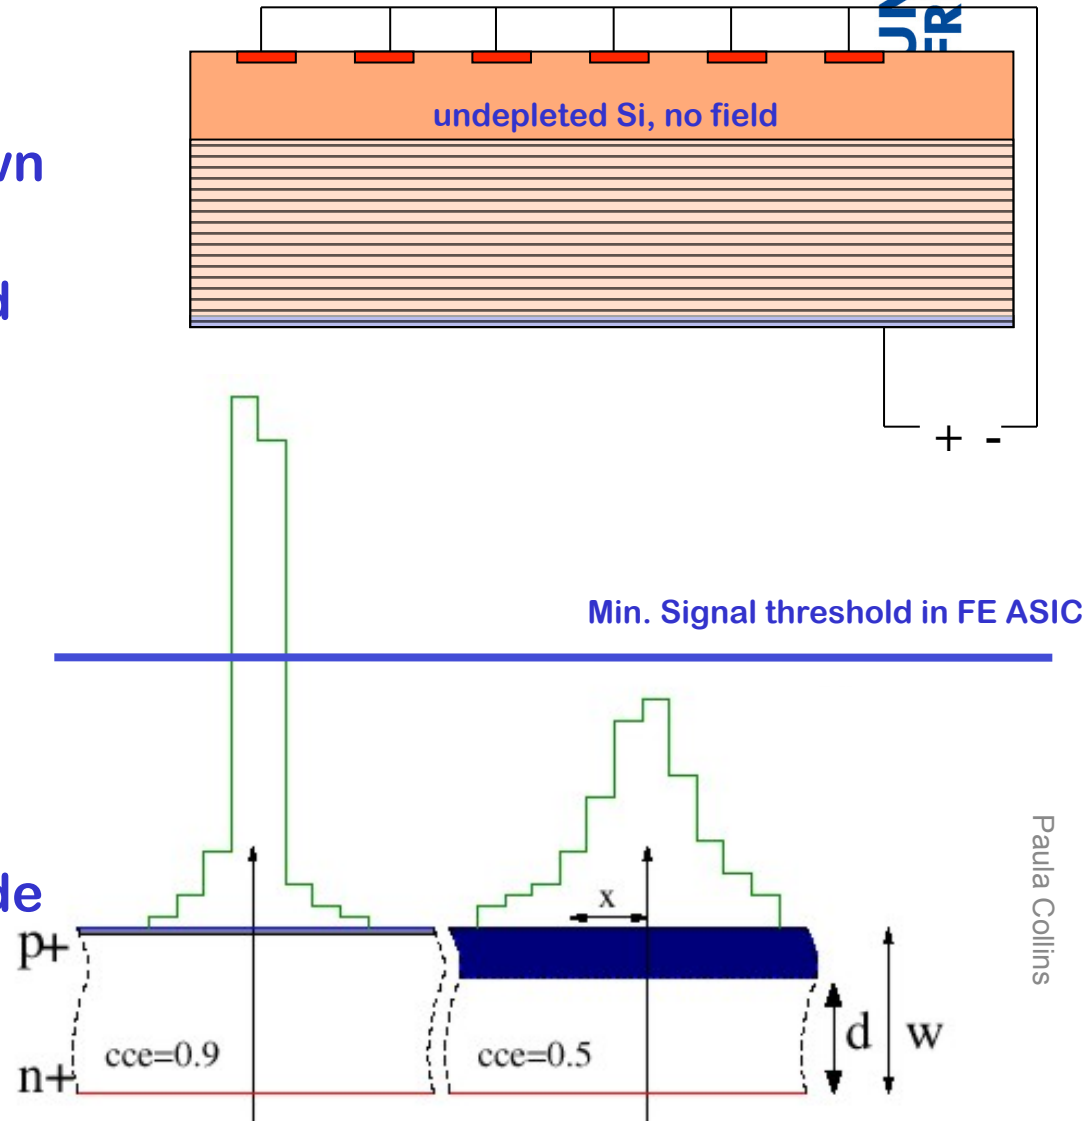 undepleted Si, no field
+ -
Min. Signal threshold in FE ASIC
x
p+
d
w
cce=0.9
cce=0.5
n+
Paula Collins